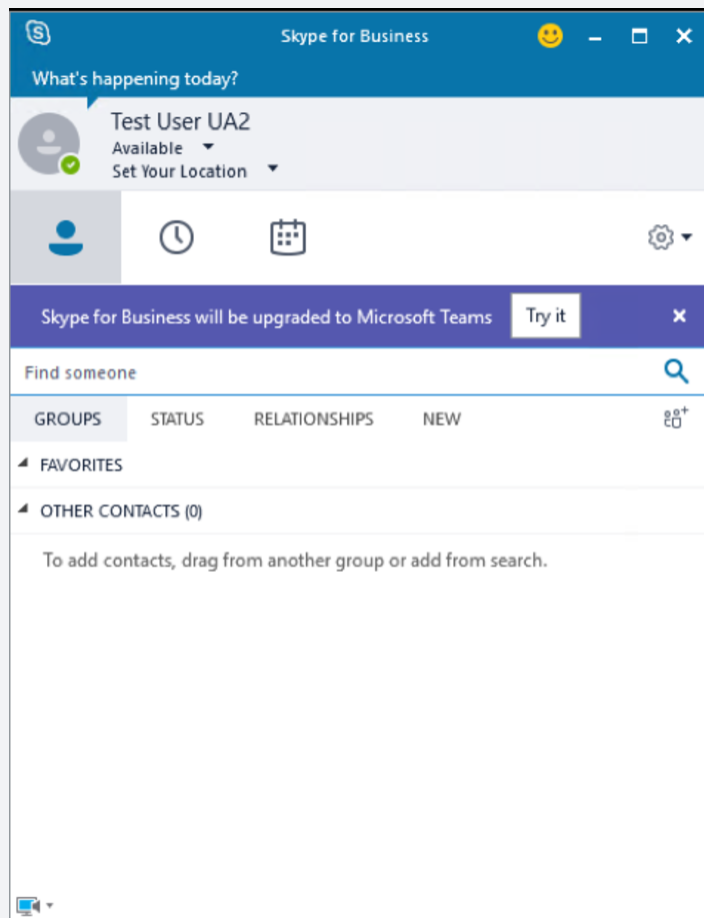 Skype for Business
What's happening today?
Test User UA2
Available
Set Your Location
Skype for Business will be upgraded to Microsoft Teams Try it
Find someone
GROUPS STATUS RELATIONSHIPS NEW
FAVORITES
OTHER CONTACTS (0)
To add contacts, drag from another group or add from search.